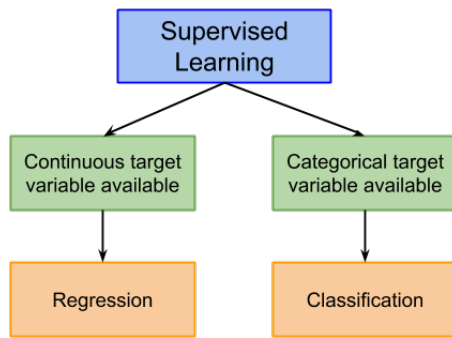 Supervised
Learning
Continuous target
variable available
Categorical target
variable available
Regression
Classification